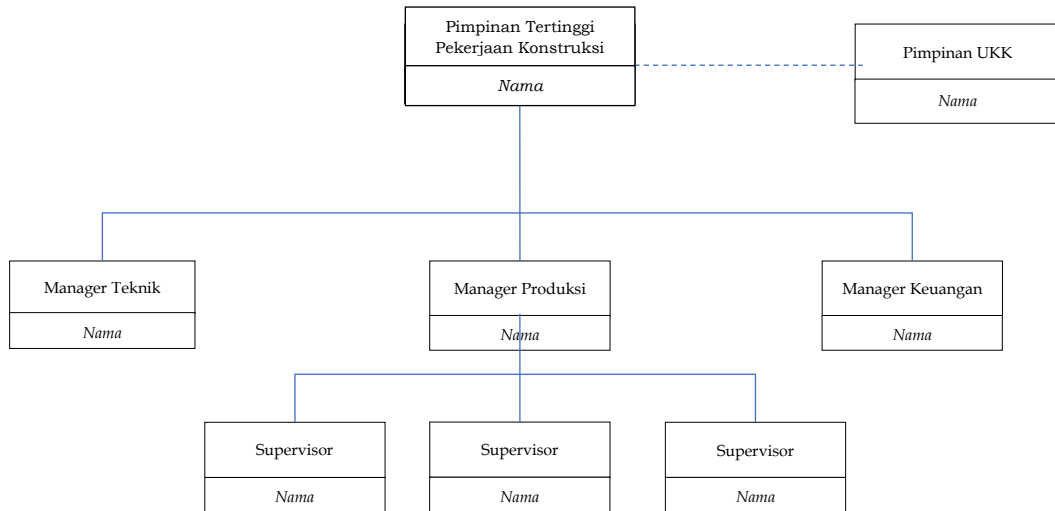 Pimpinan Tertinggi
Pekerjaan Konstruksi
Nama
Pimpinan UKK
Nama
Manager Teknik
Nama
Manager Produksi
Nama
Manager Keuangan
Nama
Supervisor
Nama
Supervisor
Nama
Supervisor
Nama